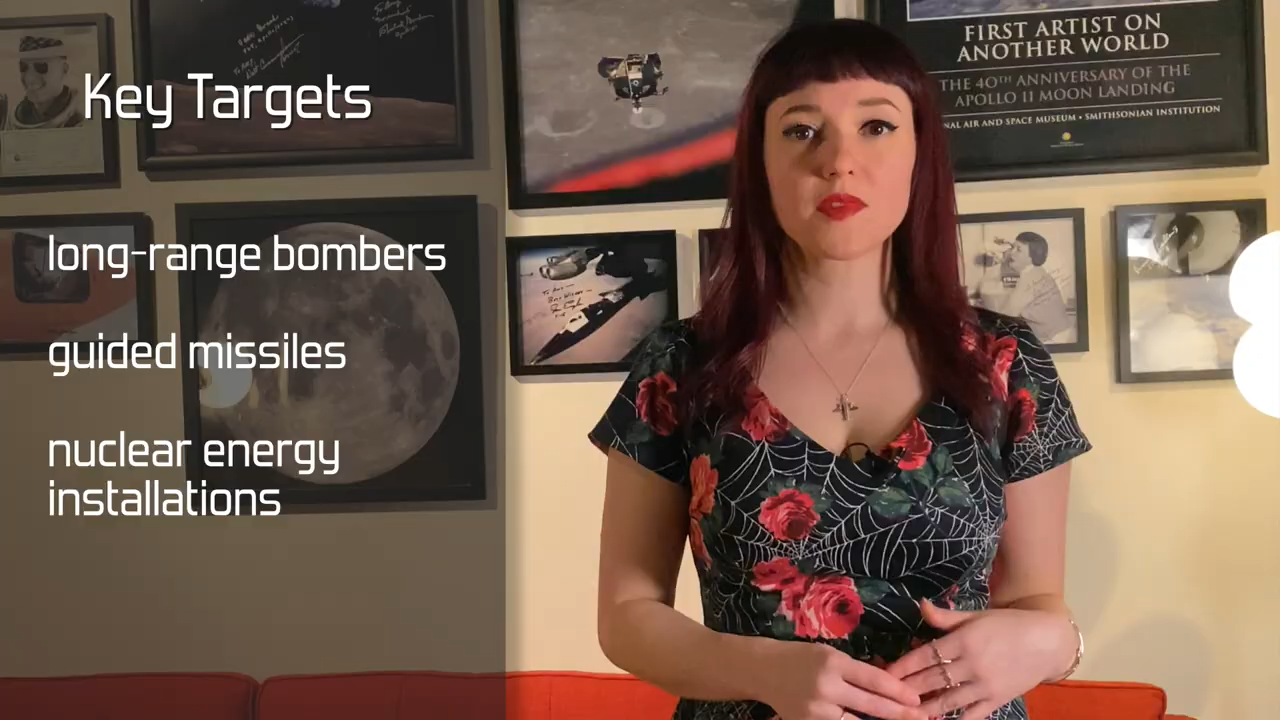 Key Targets
long-range bombers
guided missiles
nuclear energy
installations
FIRST ARTIST ON
ANOTHER WORLD
THE 40TH ANNIVERSARY OF THE
APOLLO 11 MOON LANDING
NAL AIR AND SPACE MUSEUM • SMITHSONIAN INSTITUTION